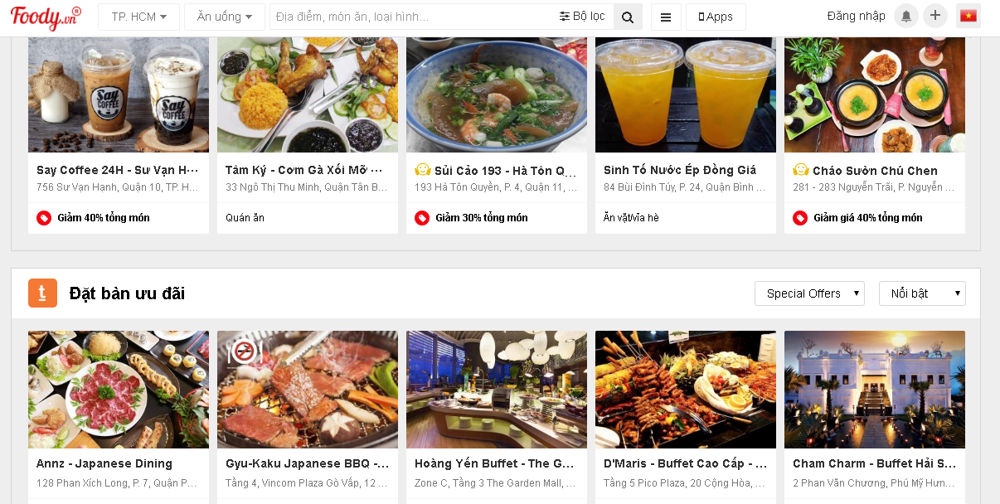 Foody.vn
TP. HCM
Ăn uống
Địa điểm, món ăn, loại hình...
Bộ lọc
Apps
Đăng nhập
Say COFFEE
Say COFFEE
Say Coffee 24H - Sư Vạn H...
756 Sư Vạn Hạnh, Quận 10, TP. H...
Giảm 40% tổng món
Tâm Ký - Cơm Gà Xối Mỡ ...
33 Ngô Thị Thu Minh, Quận Tân B...
Quán ăn
Sủi Cảo 193 - Hà Tôn Q...
193 Hà Tôn Quyền, P. 4, Quận 11, ...
Giảm 30% tổng món
Sinh Tố Nước Ép Đồng Giá
84 Bùi Đình Túy, P. 24, Quận Bình ...
Ăn vặt/vỉa hè
Cháo Sườn Chú Chen
281 - 283 Nguyễn Trãi, P. Nguyễn ...
Giảm giá 40% tổng món
t
Đặt bàn ưu đãi
Special Offers
Nổi bật
Annz - Japanese Dining
128 Phan Xích Long, P. 7, Quận P...
Gyu-Kaku Japanese BBQ - ...
Tầng 4, Vincom Plaza Gò Vấp, 12 ...
Hoàng Yến Buffet - The G...
Zone C, Tầng 3 The Garden Mall, ...
D'Maris - Buffet Cao Cấp - ...
Tầng 5 Pico Plaza, 20 Cộng Hòa, ...
Cham Charm - Buffet Hải S...
2 Phan Văn Chương, Phú Mỹ Hưn...